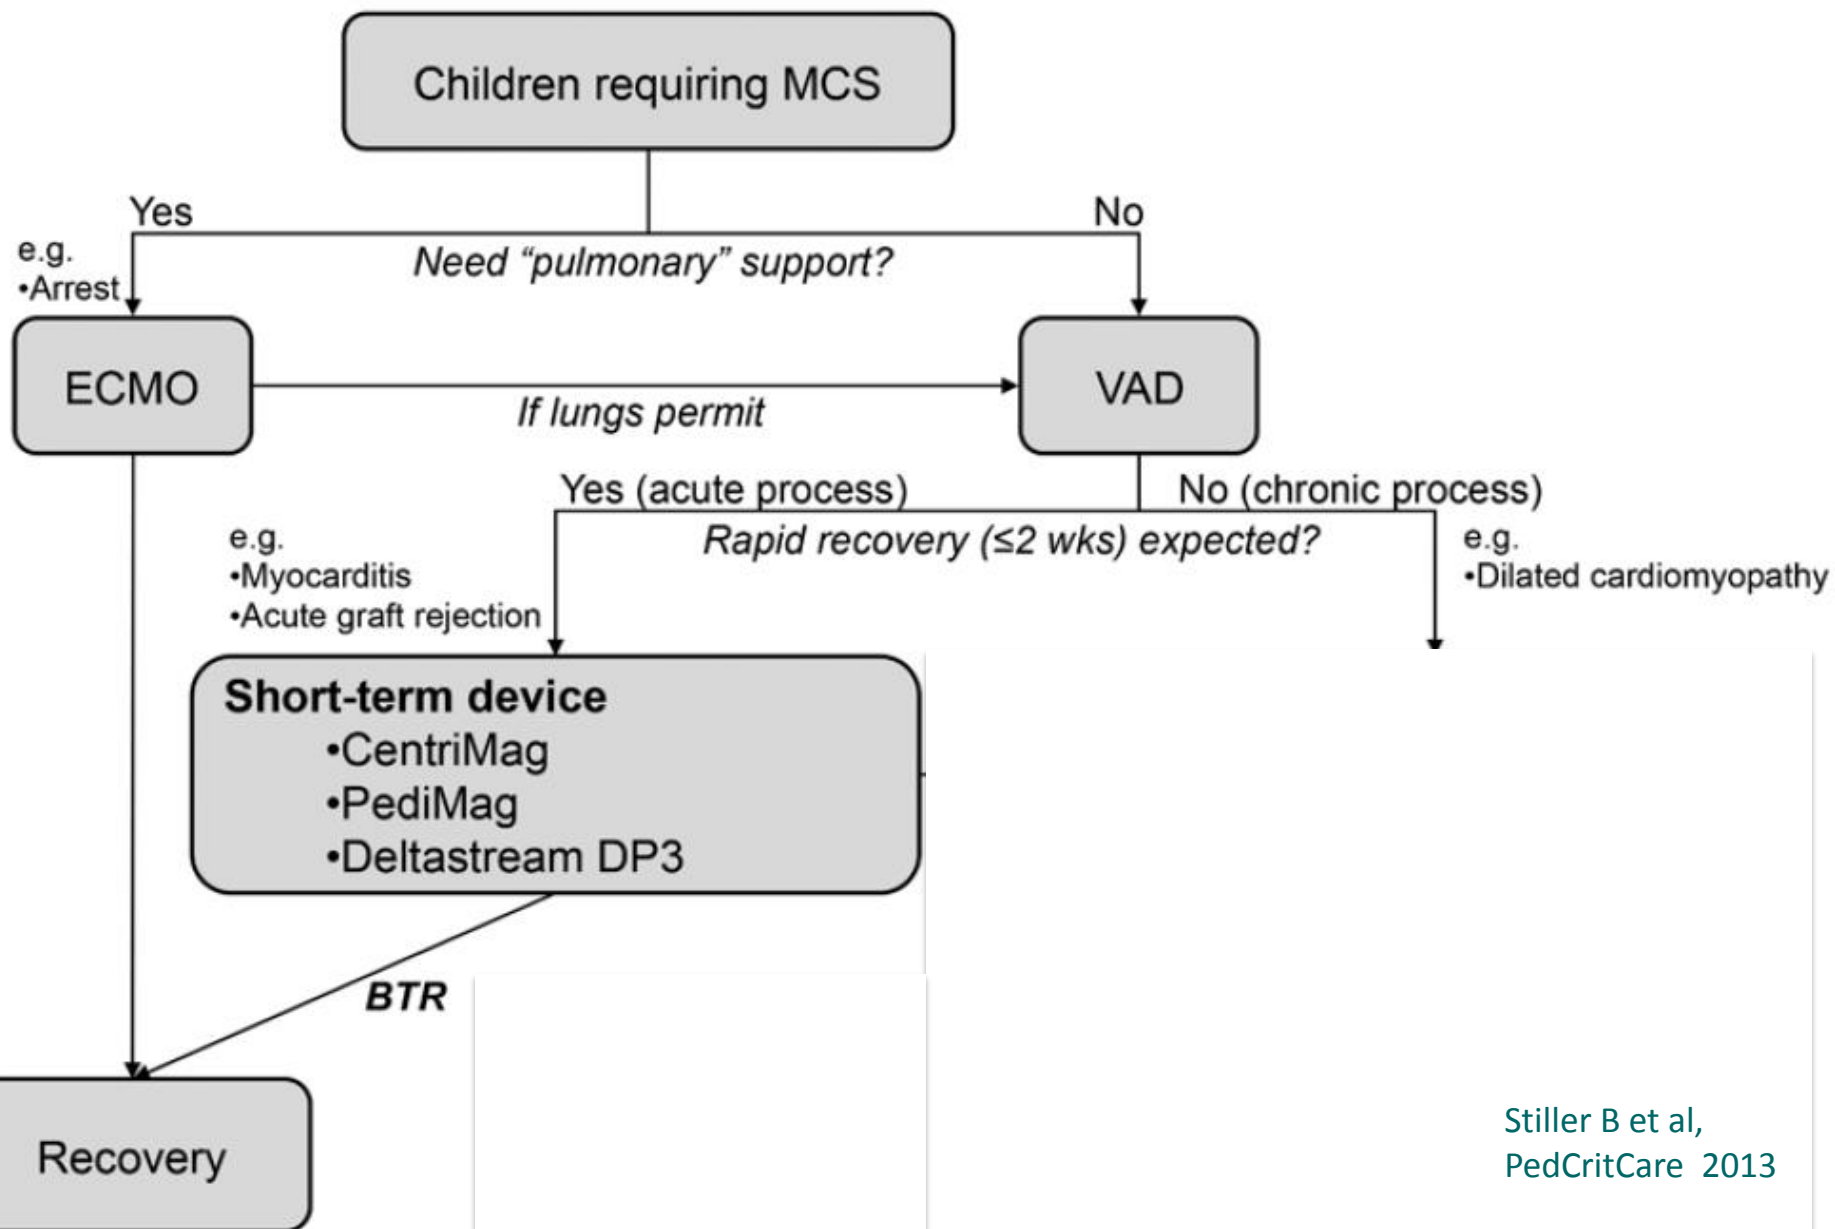 Children requiring MCS
Yes
No
e.g.
•Arrest
Need “pulmonary” support?
ECMO
If lungs permit
VAD
Yes (acute process)
No (chronic process)
Rapid recovery (≤2 wks) expected?
e.g.
•Myocarditis
•Acute graft rejection
e.g.
•Dilated cardiomyopathy
Short-term device
•CentriMag
•PediMag
•Deltastream DP3
BTR
Recovery
Stiller B et al,
PedCritCare 2013